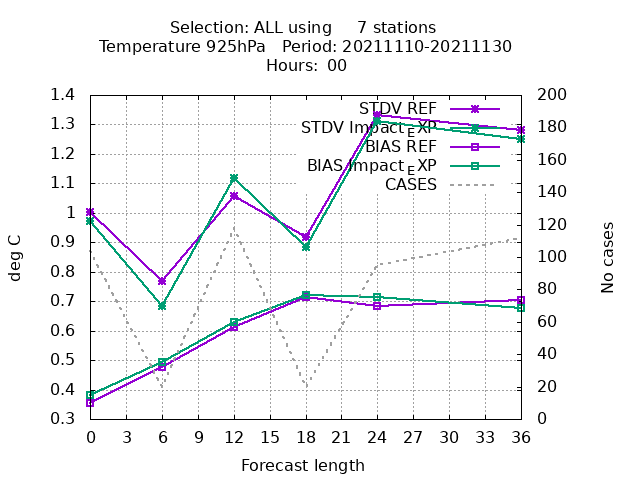 Selection: ALL using 7 stations
Temperature 925hPa Period: 20211110-20211130
Hours: 00
1.4
1.3
1.2
1.1
1
0.9
0.8
0.7
0.6
0.5
0.4
0.3
deg C
STDV REF
STDV Impact_EXP
BIAS REF
BIAS Impact_EXP
CASES
200
180
160
140
120
100
80
60
40
20
0
No cases
0 3 6 9 12 15 18 21 24 27 30 33 36
Forecast length